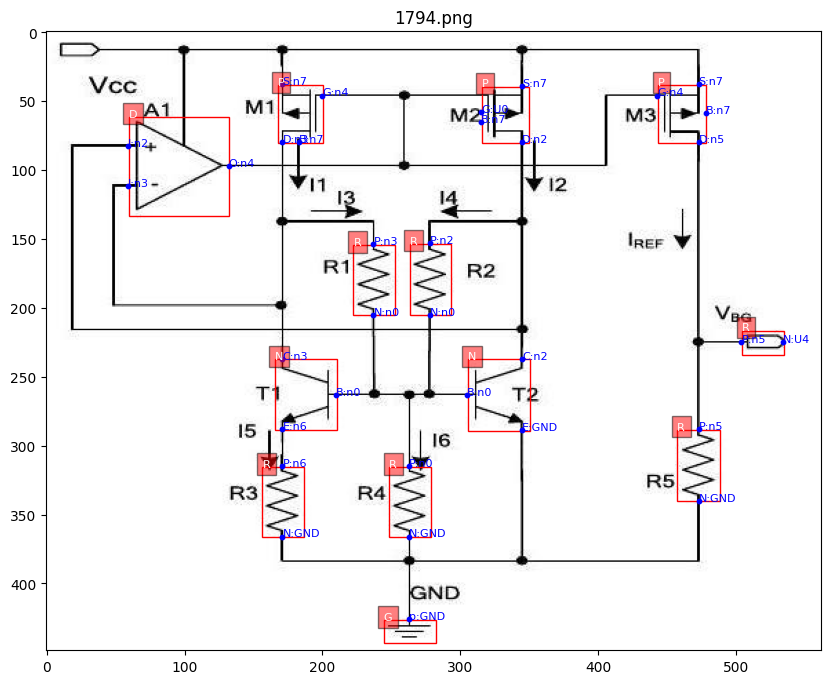 1794.png
0
S:n7
S:n7
S:n7
Vcc
P
P
P
G:n4
G:n4
50
D
A1
M1
M2
G:U0
B:n7
M3
B:n7
I:n2
+
D:n7
D:n2
D:n5
100
O:n4
I:n3
-
I1
I2
I3
I4
150
R
P:n3
R
P:n2
IREF
R1
R2
200
N:n0
N:n0
VBG
R
P:n5
N:U4
N
C:n3
N
C:n2
250
T1
B:n0
B:n0
T2
E:n6
E:GND
R
P:n5
I5
I6
300
R
P:n6
R
R3
R4
R5
350
N:GND
N:GND
N:GND
400
GND
G
p:GND
0
100
200
300
400
500